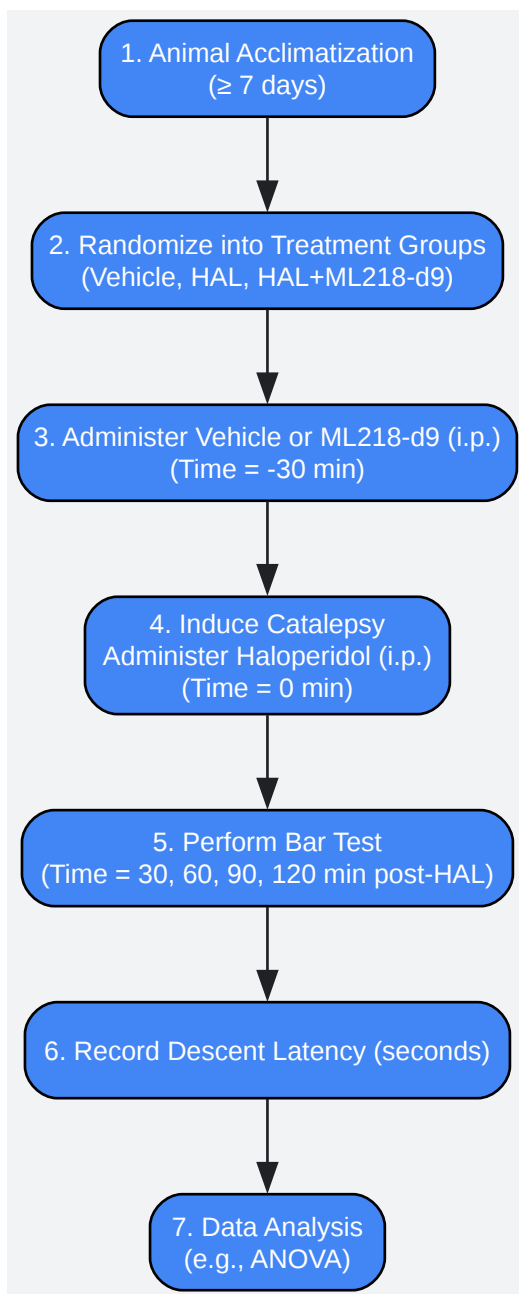 1. Animal Acclimatization
(≥ 7 days)
2. Randomize into Treatment Groups
(Vehicle, HAL, HAL+ML218-d9)
3. Administer Vehicle or ML218-d9 (i.p.)
(Time = -30 min)
4. Induce Catalepsy
Administer Haloperidol (i.p.)
(Time = 0 min)
5. Perform Bar Test
(Time = 30, 60, 90, 120 min post-HAL)
6. Record Descent Latency (seconds)
7. Data Analysis
(e.g., ANOVA)